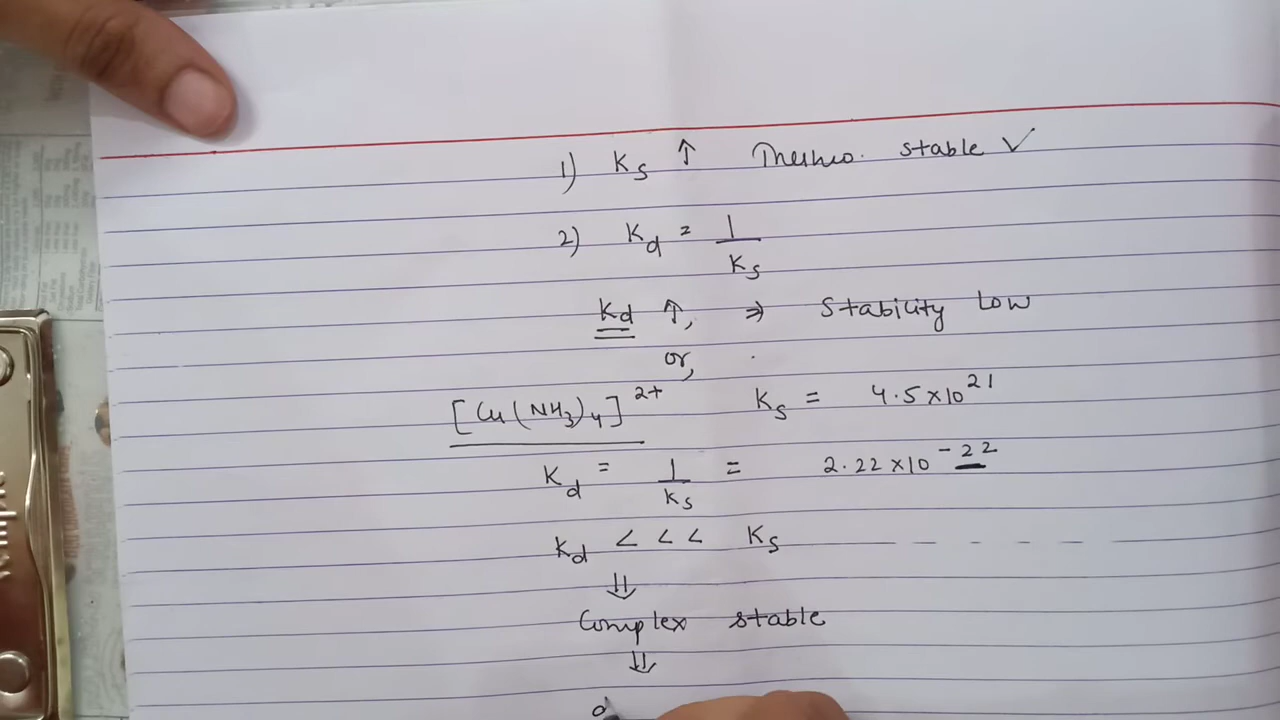 1) Ks ↑ Thermo. stable ✓
2) Kd = 1/Ks
Kd ↑, ⇒ Stability Low
or,
[Cu(NH3)4]2+ Ks = 4.5×10^21
Kd = 1/Ks = 2.22×10^-22
Kd < < < Ks
⇓
Complex stable
⇓